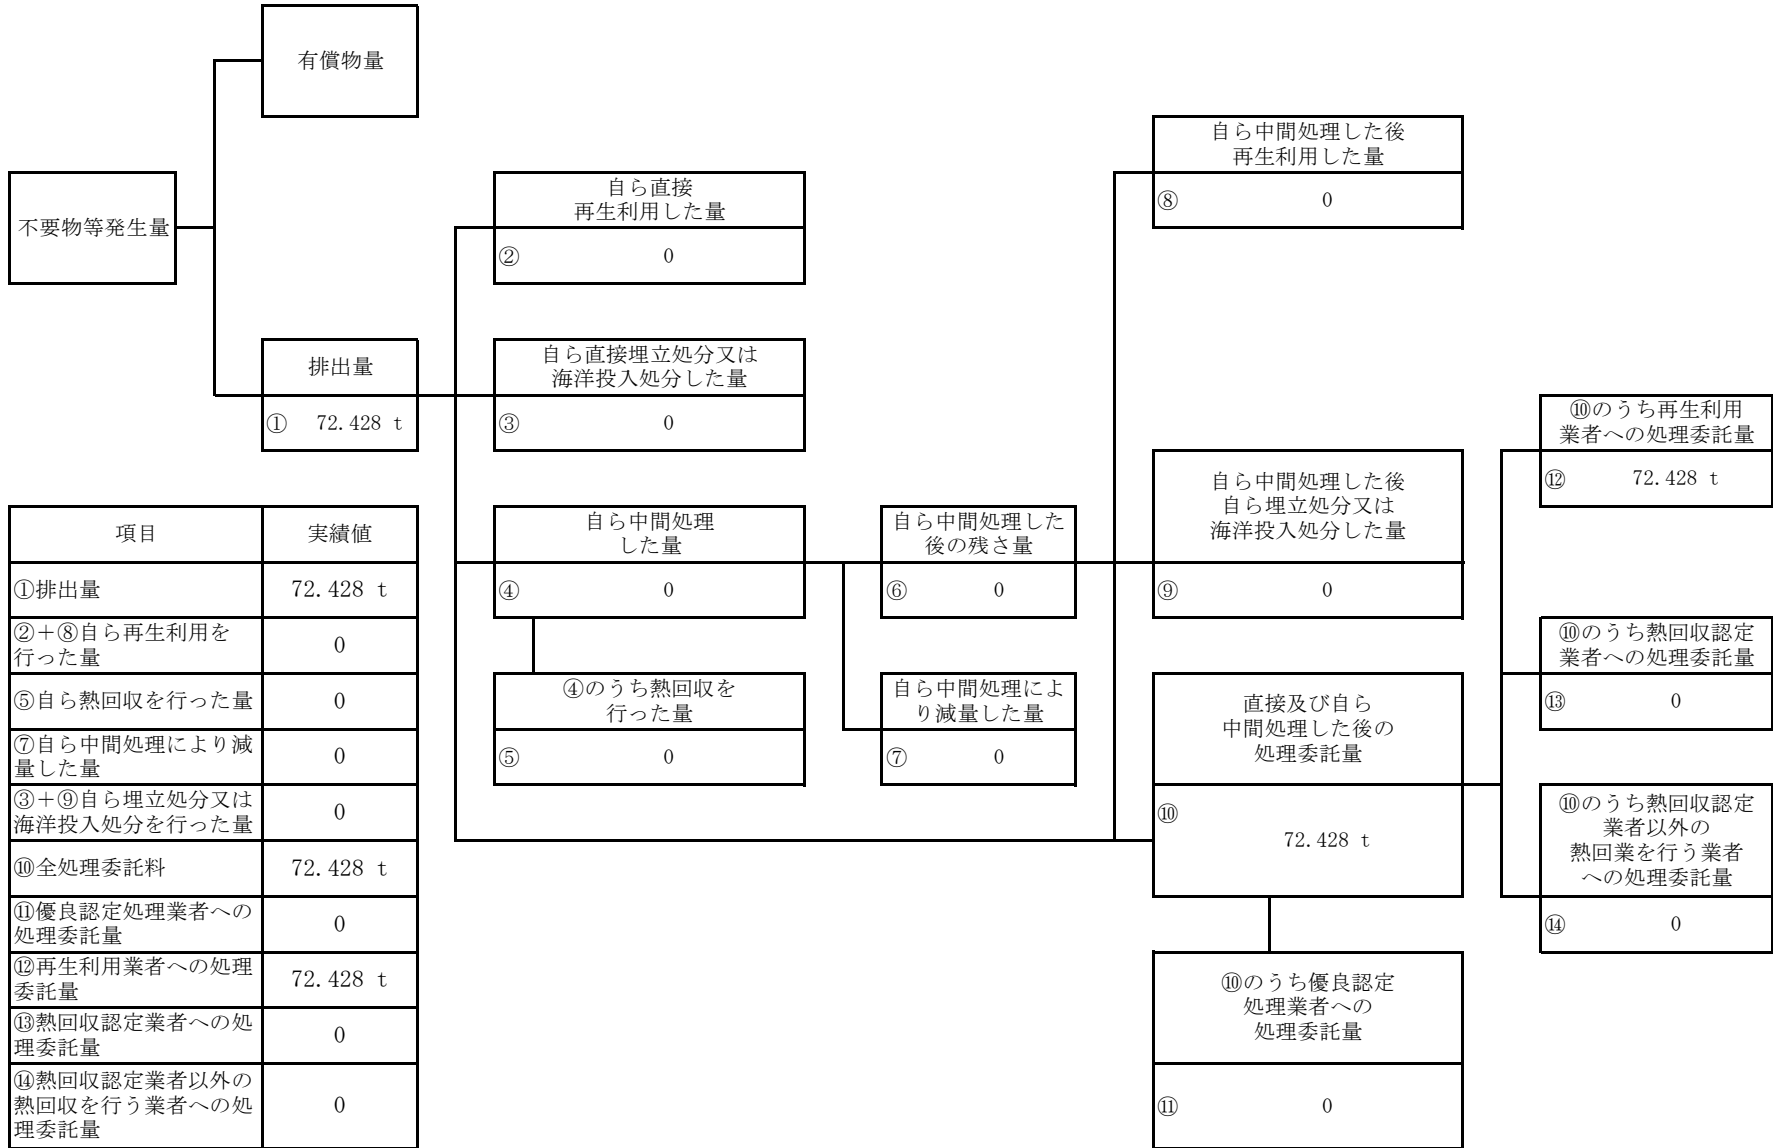 有償物量
不要物等発生量
排出量
① 72.428 t
自ら直接
再生利用した量
② 0
自ら直接埋立処分又は
海洋投入処分した量
③ 0
自ら中間処理
した量
④ 0
④のうち熱回収を
行った量
⑤ 0
自ら中間処理した
後の残さ量
⑥ 0
自ら中間処理によ
り減量した量
⑦ 0
自ら中間処理した後
再生利用した量
⑧ 0
自ら中間処理した後
自ら埋立処分又は
海洋投入処分した量
⑨ 0
直接及び自ら
中間処理した後の
処理委託量
⑩
72.428 t
⑩のうち優良認定
処理業者への
処理委託量
⑪ 0
⑩のうち再生利用
業者への処理委託量
⑫ 72.428 t
⑩のうち熱回収認定
業者への処理委託量
⑬ 0
⑩のうち熱回収認定
業者以外の
熱回業を行う業者
への処理委託量
⑭ 0
項目 実績値
①排出量 72.428 t
②＋⑧自ら再生利用を
行った量 0
⑤自ら熱回収を行った量 0
⑦自ら中間処理により減
量した量 0
③＋⑨自ら埋立処分又は
海洋投入処分を行った量 0
⑩全処理委託料 72.428 t
⑪優良認定処理業者への
処理委託量 0
⑫再生利用業者への処理
委託量 72.428 t
⑬熱回収認定業者への処
理委託量 0
⑭熱回収認定業者以外の
熱回収を行う業者への処
理委託量 0